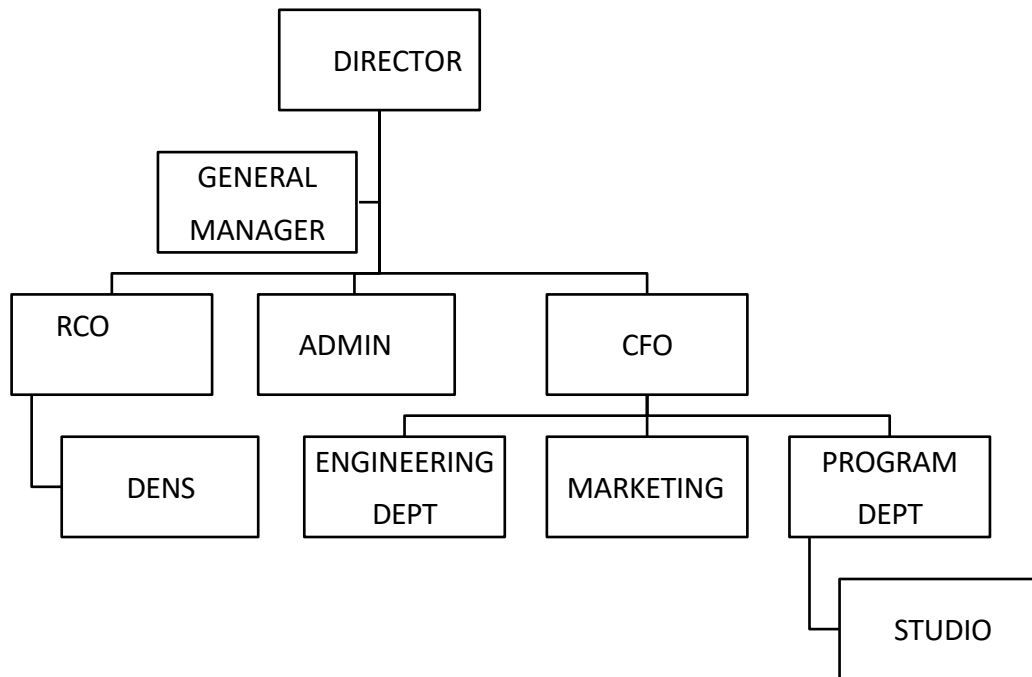 DIRECTOR
GENERAL
MANAGER
RCO
ADMIN
CFO
DENS
ENGINEERING
DEPT
MARKETING
PROGRAM
DEPT
STUDIO